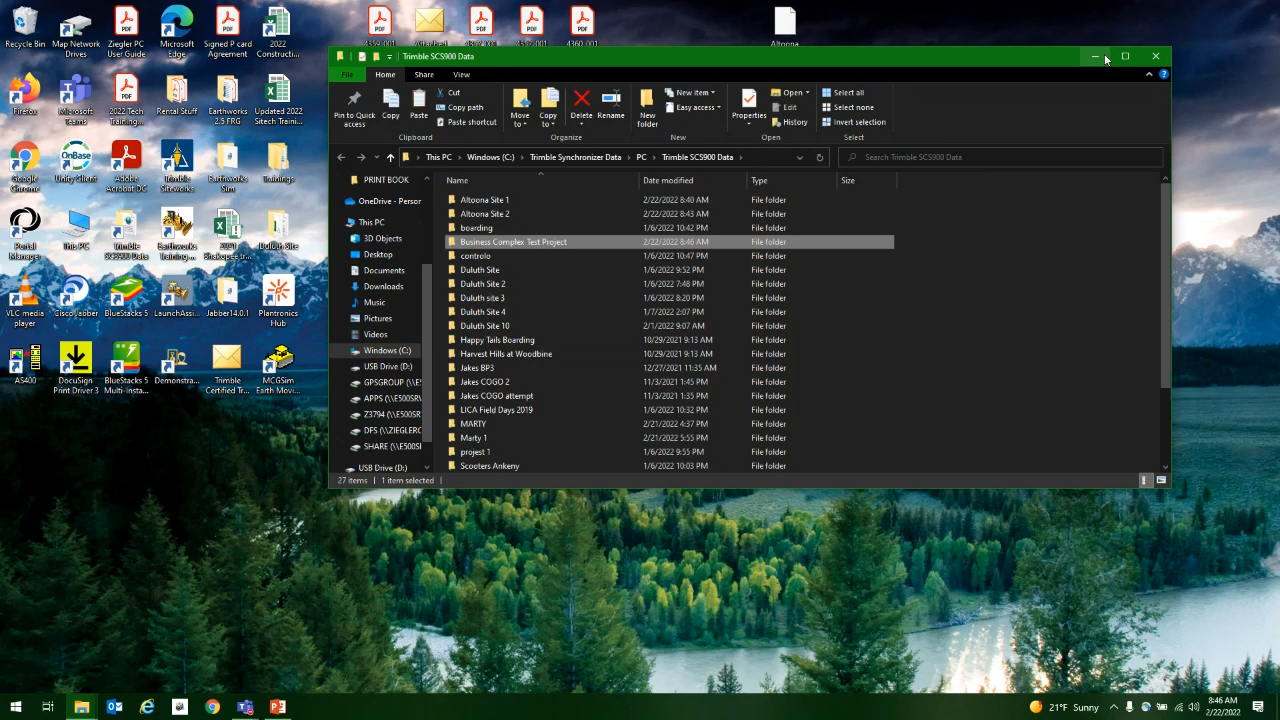 Recycle Bin
Map Network Drives
Ziegler PC User Guide
Microsoft Edge
Signed P card Agreement
2022 Constructi...
Altoona
Firefox
Microsoft Teams
2022 Tech Training...
Rental Stuff
Earthworks 2.5 FRG
Updated 2022 Sitech Traini...
Google Chrome
Unity Client
Adobe Acrobat DC
Trimble Siteworks
Earthworks Sim
Trainings
Portal Manager
This PC
Trimble SCS900 Data
Earthworks Training...
2021 Shakopee tr...
Duluth Site
VLC media player
Cisco Jabber
BlueStacks 5
LaunchAssi...
Jabber14.0.1
Plantronics Hub
AS400
DocuSign Print Driver 3
BlueStacks 5 Multi-Insta...
Demonstra...
Trimble Certified Tr...
MCGSim Earth Movi...
Trimble SCS900 Data
File Home Share View
Pin to Quick access
Copy
Paste
Cut
Copy path
Paste shortcut
Clipboard
Move to
Copy to
Delete
Rename
Organize
New folder
New item
Easy access
New
Properties
Open
Edit
History
Open
Select all
Select none
Invert selection
Select
This PC > Windows (C:) > Trimble Synchronizer Data > PC > Trimble SCS900 Data >
Search Trimble SCS900 Data
PRINT BOOK
OneDrive - Person
This PC
3D Objects
Desktop
Documents
Downloads
Music
Pictures
Videos
Windows (C:)
USB Drive (D:)
GPSGROUP (\\E5
APPS (\\E500SR\
Z3794 (\\E500SR\
DFS (\\ZIEGLERC
SHARE (\\E500SI
USB Drive (D:)
Name Date modified Type Size
Altoona Site 1 2/22/2022 8:40 AM File folder
Altoona Site 2 2/22/2022 8:43 AM File folder
boarding 1/6/2022 10:42 PM File folder
Business Complex Test Project 2/22/2022 8:46 AM File folder
controlo 1/6/2022 10:47 PM File folder
Duluth Site 1/6/2022 9:52 PM File folder
Duluth Site 2 1/6/2022 7:48 PM File folder
Duluth site 3 1/6/2022 8:20 PM File folder
Duluth Site 4 1/7/2022 2:07 PM File folder
Duluth Site 10 2/1/2022 9:07 AM File folder
Happy Tails Boarding 10/29/2021 9:13 AM File folder
Harvest Hills at Woodbine 10/29/2021 9:13 AM File folder
Jakes BP3 12/27/2021 11:35 AM File folder
Jakes COGO 2 11/3/2021 1:45 PM File folder
Jakes COGO attempt 11/3/2021 1:35 PM File folder
LICA Field Days 2019 1/6/2022 10:32 PM File folder
MARTY 2/21/2022 4:37 PM File folder
Marty 1 2/21/2022 5:55 PM File folder
projest 1 1/6/2022 9:55 PM File folder
Scooters Ankeny 1/6/2022 10:03 PM File folder
27 items 1 item selected
21°F Sunny
8:46 AM
2/22/2022